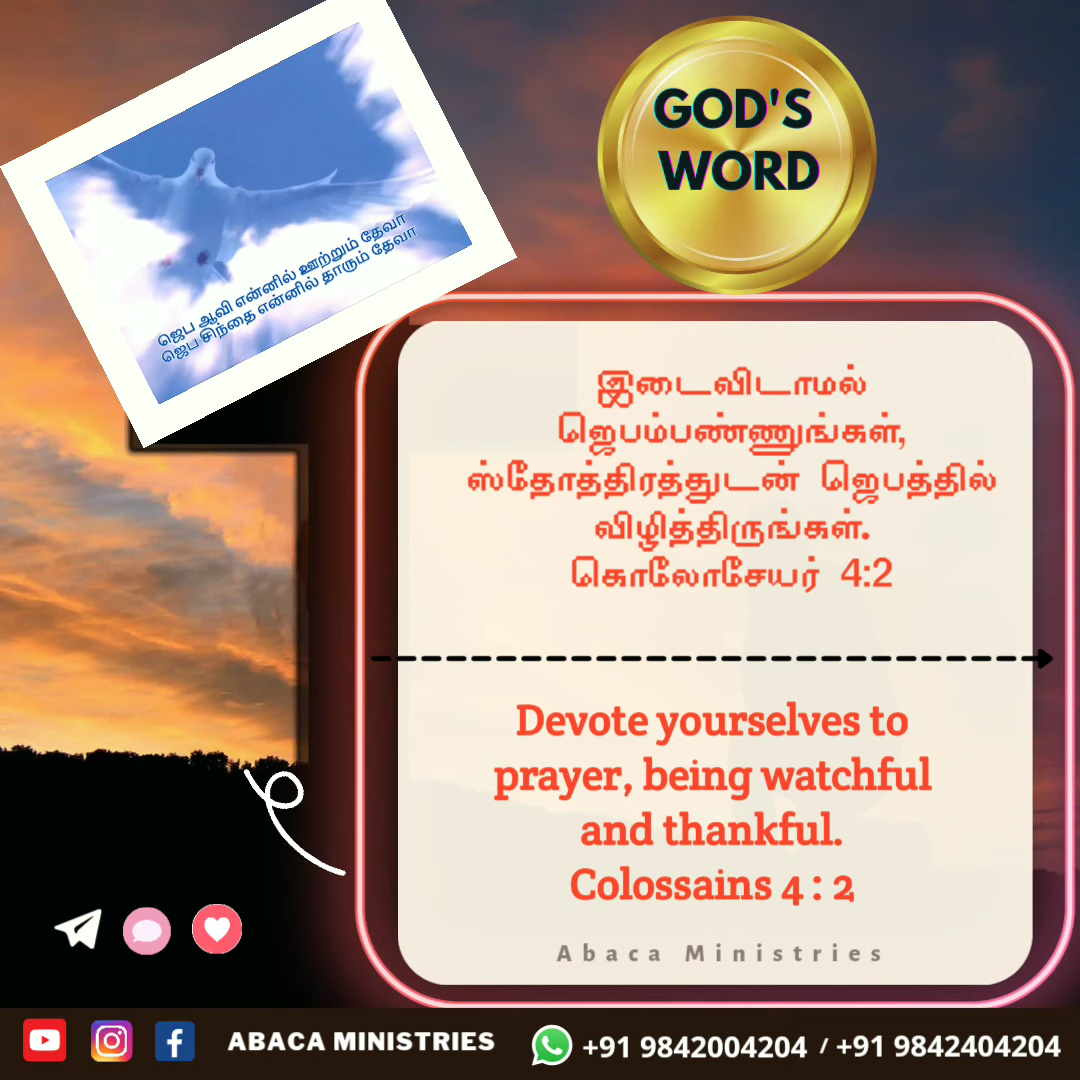 GOD'S
WORD
ஜெப ஆவி என்னில் ஊற்றும் தேவா
ஜெப சிந்தை என்னில் தாரும் தேவா
இடைவிடாமல்
ஜெபம்பண்ணுங்கள்,
ஸ்தோத்திரத்துடன் ஜெபத்தில்
விழித்திருங்கள்.
கொலோசேயர் 4:2
Devote yourselves to
prayer, being watchful
and thankful.
Colossains 4 : 2
Abaca Ministries
ABACA MINISTRIES +91 9842004204 / +91 9842404204